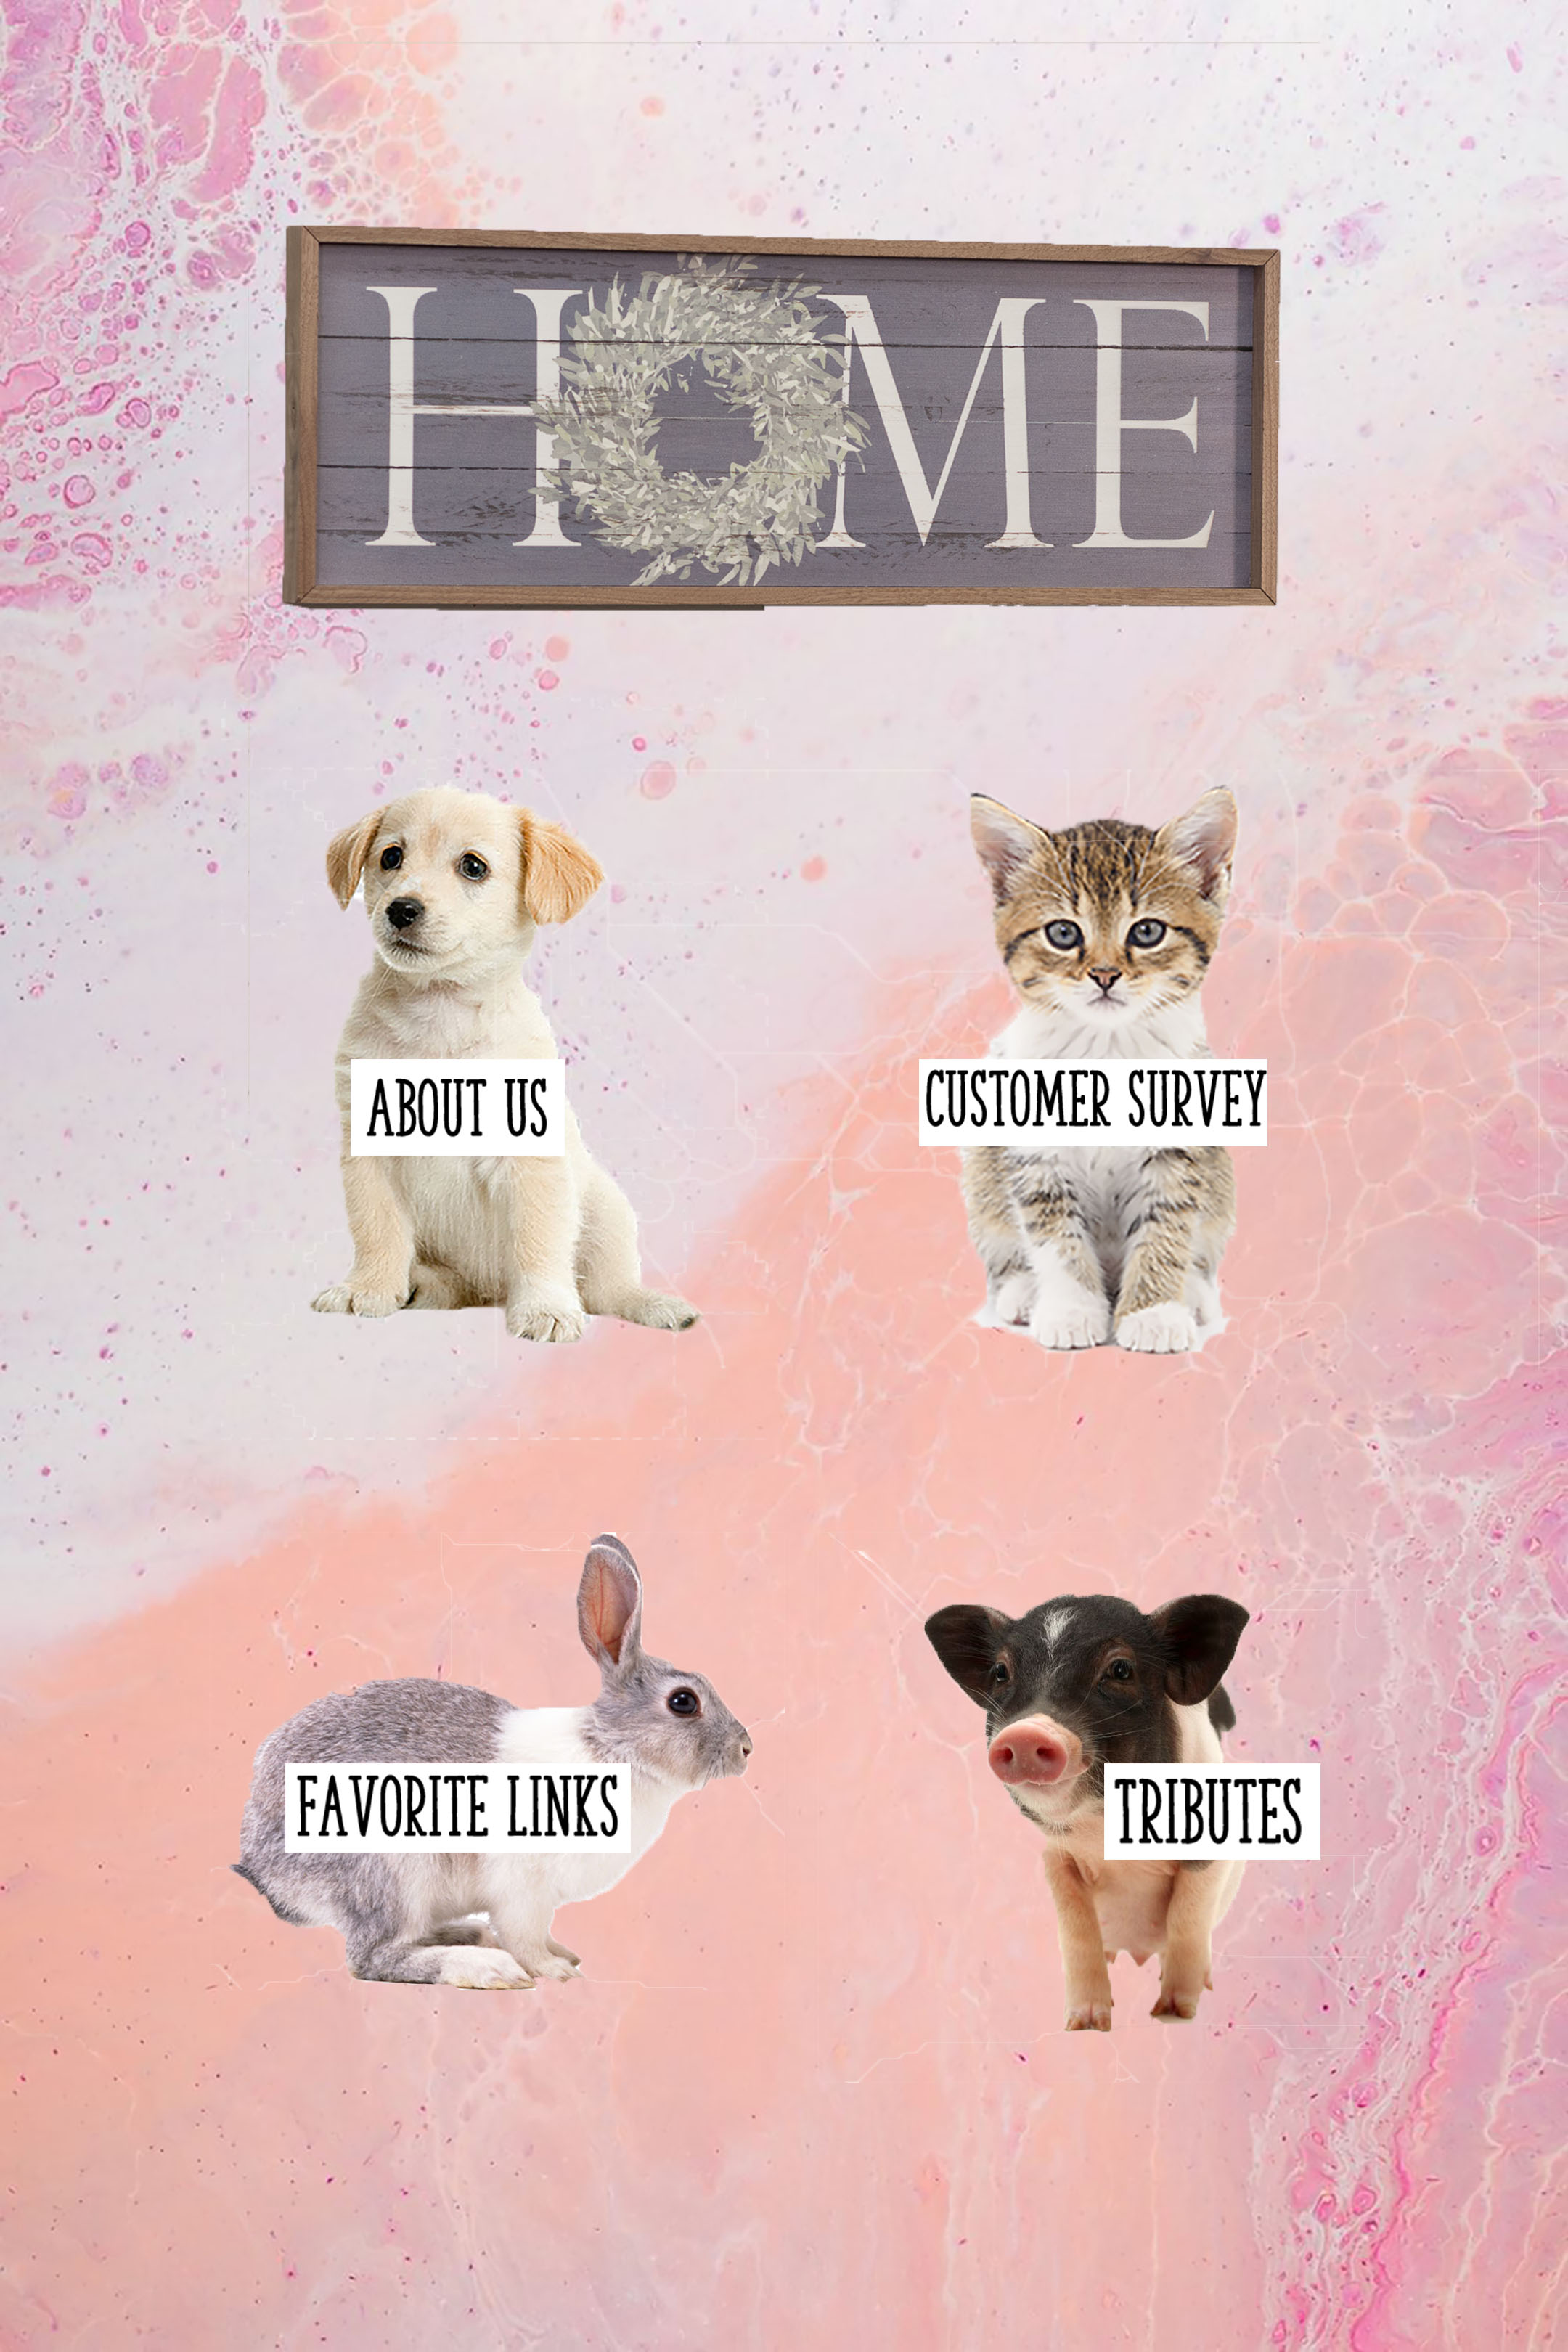 HOME
ABOUT US
CUSTOMER SURVEY
FAVORITE LINKS
TRIBUTES